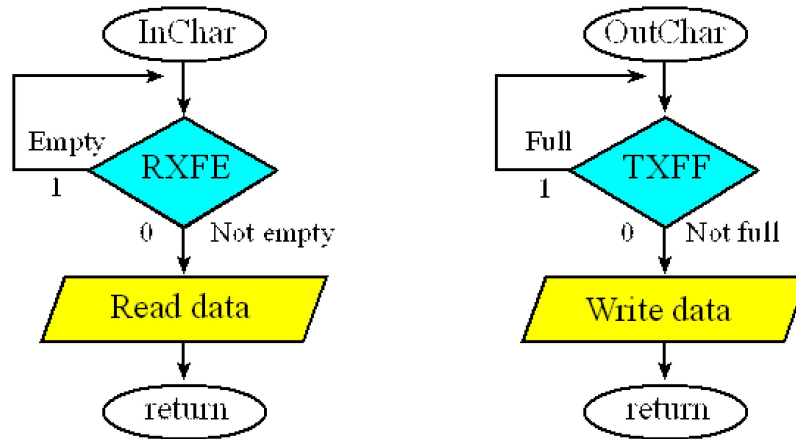 InChar
Empty
RXFE
1
0 Not empty
Read data
return
OutChar
Full
TXFF
1
0 Not full
Write data
return